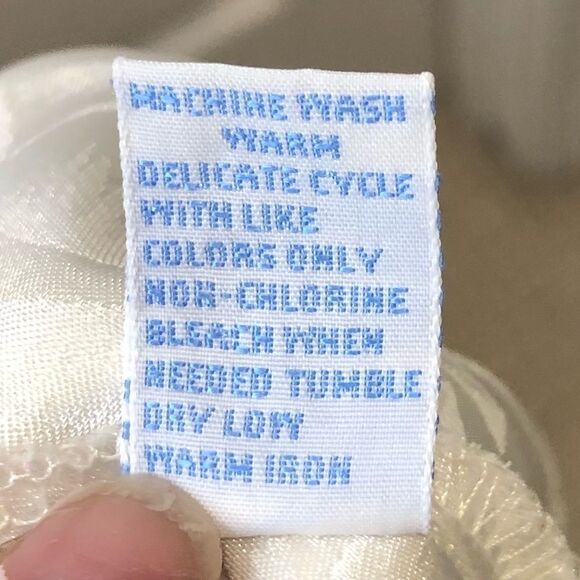 MACHINE WASH
WARM
DELICATE CYCLE
WITH LIKE
COLORS ONLY
NON-CHLORINE
BLEACH WHEN
NEEDED TUMBLE
DRY LOW
WARM IRON